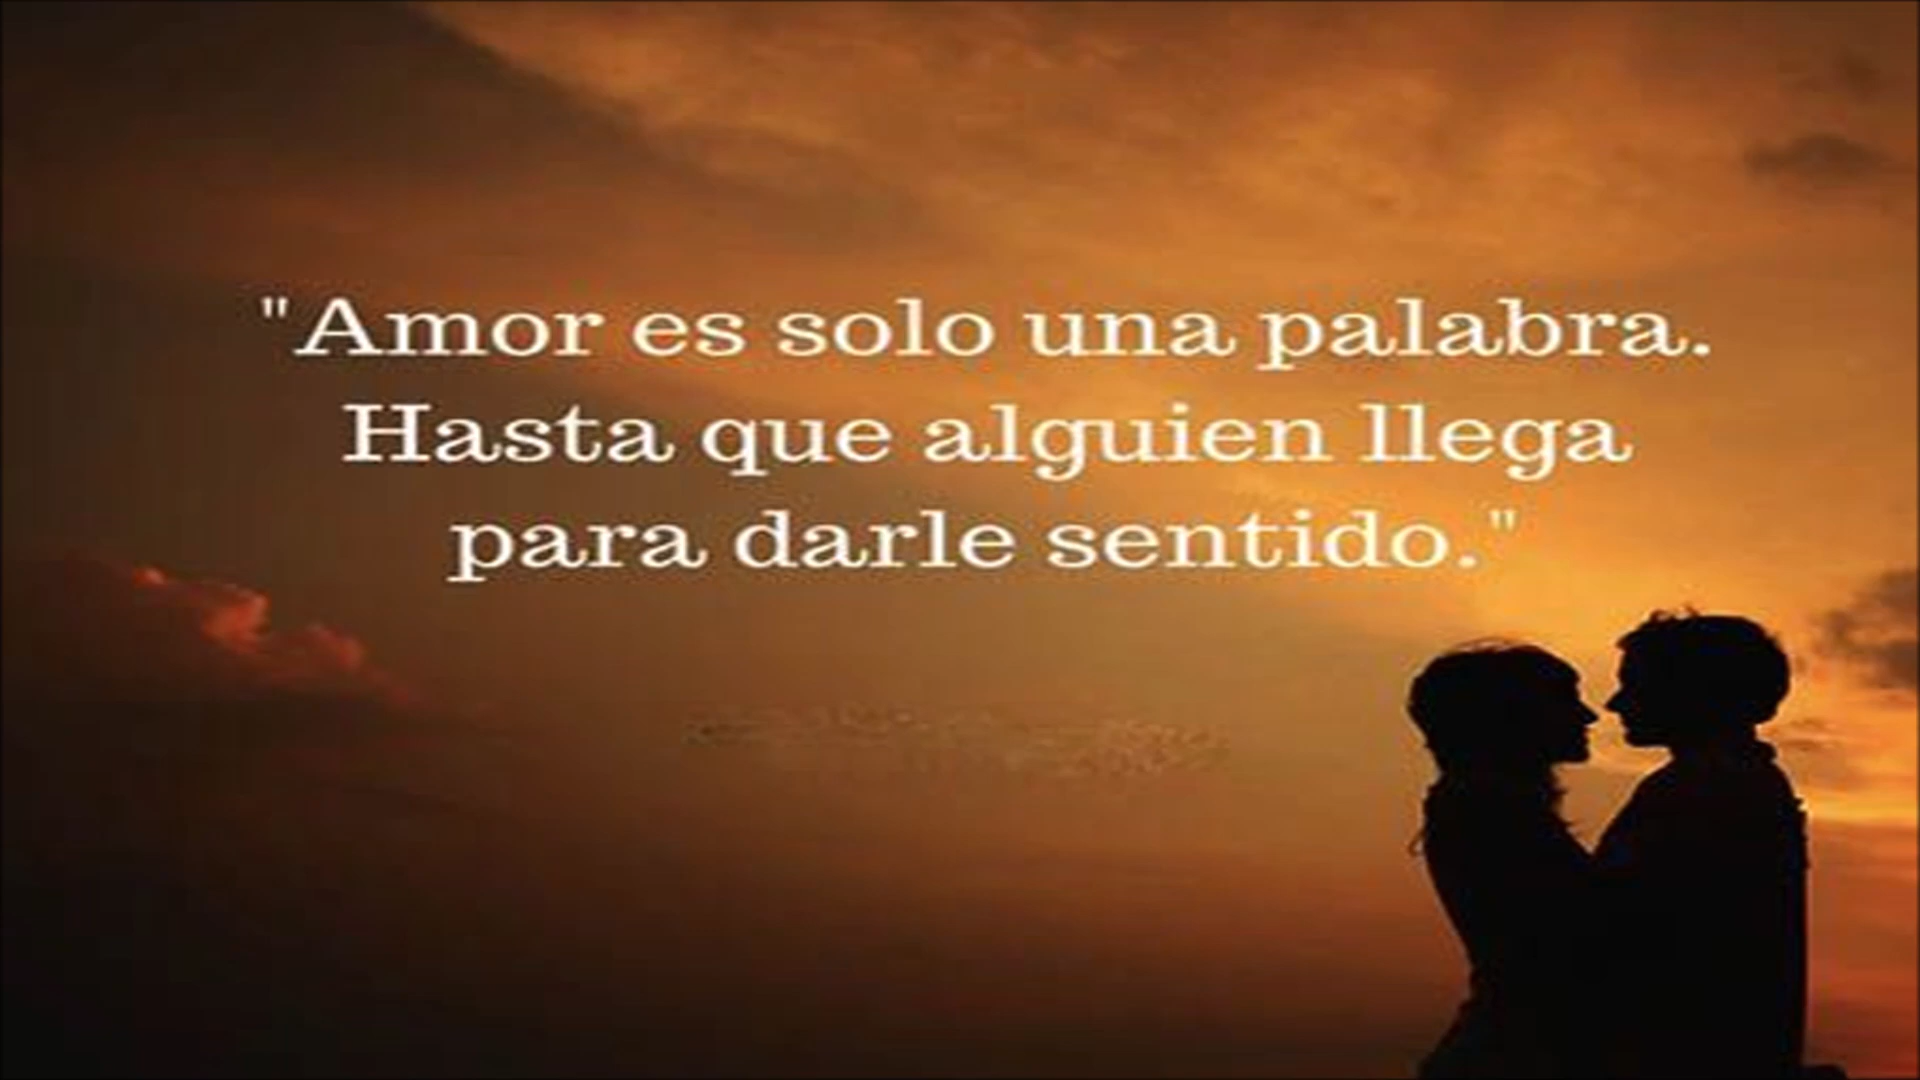 "Amor es solo una palabra.
Hasta que alguien llega
para darle sentido."